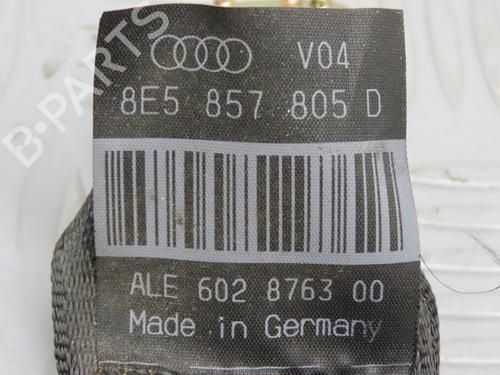 V04
8E5 857 805 D
ALE 602 8763 00
Made in Germany
B-PARTS